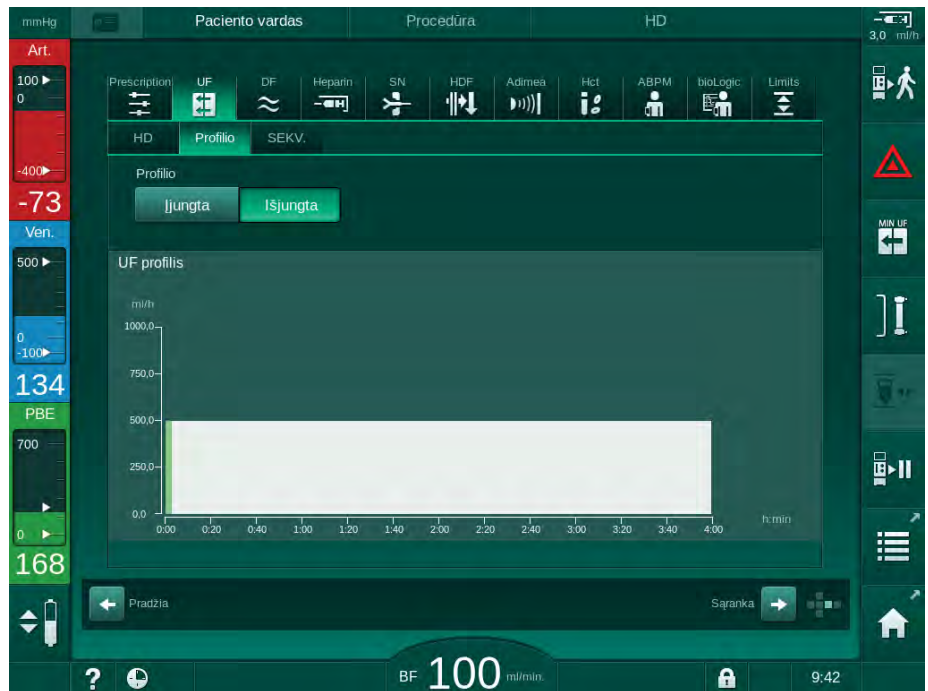 mmHg Paciento vardas Procedūra HD
3,0 ml/h
Art.
100
0
-400
-73
Ven.
500
0
-100
134
PBE
700
0
168
Prescription UF DF Heparin SN HDF Adimea Hct ABPM bioLogic Limits
HD Profilio SEKV.
Profilio
Įjungta Išjungta
UF profilis
ml/h
1000,0
750,0
500,0
250,0
0,0
0:00 0:20 0:40 1:00 1:20 1:40 2:00 2:20 2:40 3:00 3:20 3:40 4:00 h:min
Pradžia Sąranka
MIN UF
? BF 100 ml/min. 9:42